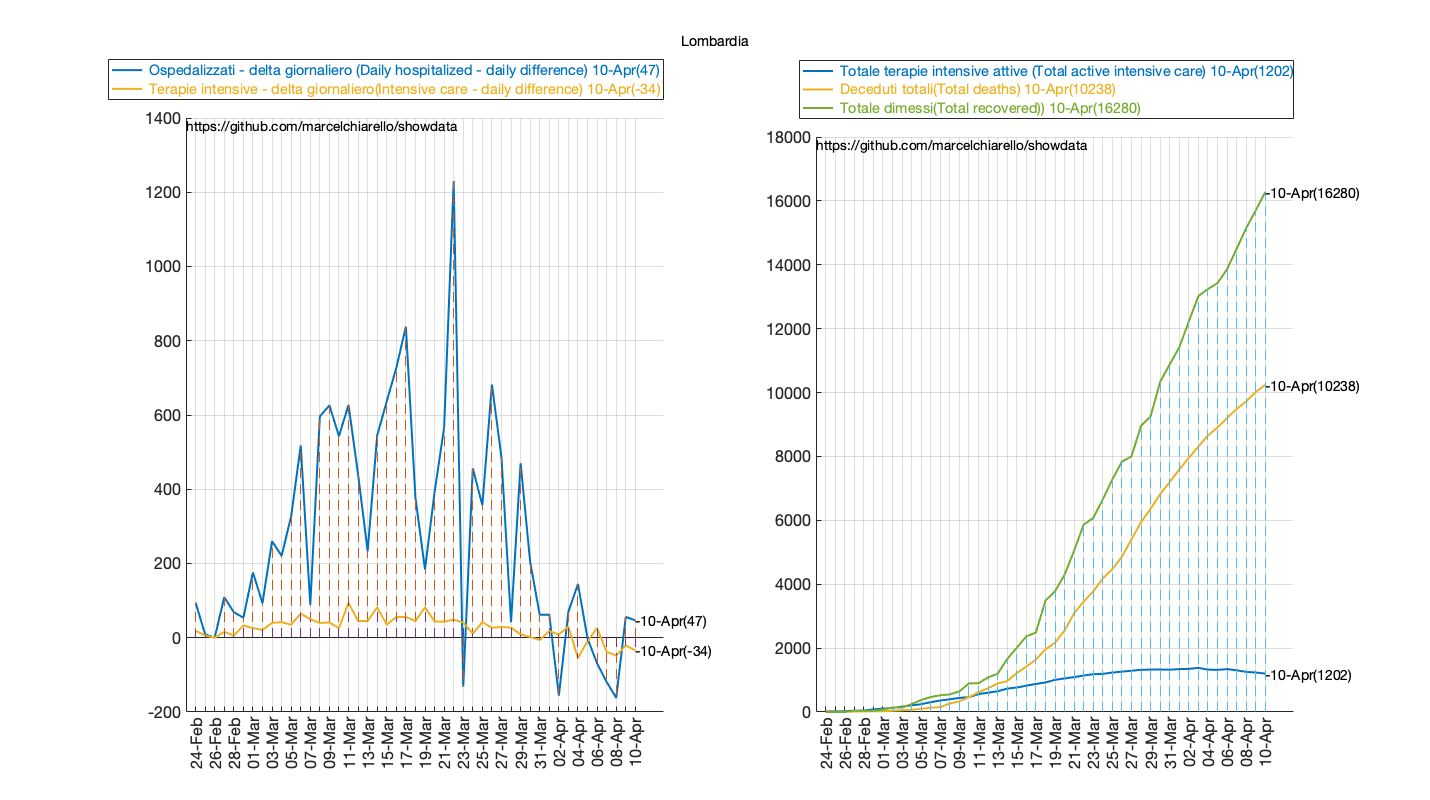 Lombardia
Ospedalizzati - delta giornaliero (Daily hospitalized - daily difference) 10-Apr(47)
Terapie intensive - delta giornaliero(Intensive care - daily difference) 10-Apr(-34)
1400
https://github.com/marcelchiarello/showdata
1200
1000
800
600
400
200
0
-200
-10-Apr(47)
-10-Apr(-34)
24-Feb
26-Feb
28-Feb
01-Mar
03-Mar
05-Mar
07-Mar
09-Mar
11-Mar
13-Mar
15-Mar
17-Mar
19-Mar
21-Mar
23-Mar
25-Mar
27-Mar
29-Mar
31-Mar
02-Apr
04-Apr
06-Apr
08-Apr
10-Apr
Totale terapie intensive attive (Total active intensive care) 10-Apr(1202)
Deceduti totali(Total deaths) 10-Apr(10238)
Totale dimessi(Total recovered)) 10-Apr(16280)
18000
https://github.com/marcelchiarello/showdata
16000
14000
12000
10000
8000
6000
4000
2000
0
-10-Apr(16280)
-10-Apr(10238)
-10-Apr(1202)
24-Feb
26-Feb
28-Feb
01-Mar
03-Mar
05-Mar
07-Mar
09-Mar
11-Mar
13-Mar
15-Mar
17-Mar
19-Mar
21-Mar
23-Mar
25-Mar
27-Mar
29-Mar
31-Mar
02-Apr
04-Apr
06-Apr
08-Apr
10-Apr